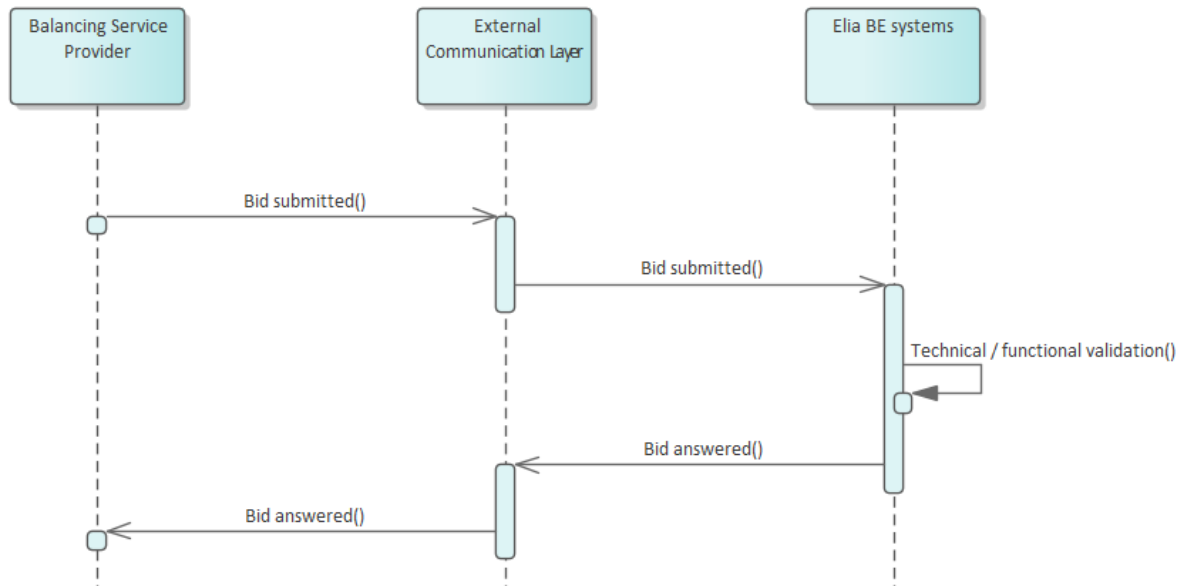 Balancing Service
Provider
External
Communication Layer
Elia BE systems
Bid submitted()
Bid submitted()
Technical / functional validation()
Bid answered()
Bid answered()